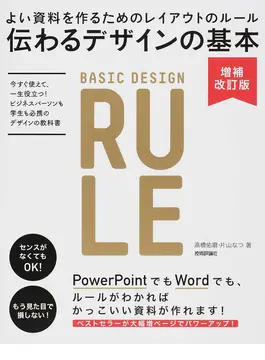 よい資料を作るためのレイアウトのルール
伝わるデザインの基本
増補
改訂版
今すぐ使えて、
一生役立つ!
ビジネスパーソンも
学生も必携の
デザインの教科書
BASIC DESIGN
RU
LE
高橋佑磨・片山なつ 著
技術評論社
センスが
なくても
OK!
もう見た目で
損しない!
PowerPointでもWordでも、
ルールがわかれば
かっこいい資料が作れます!
ベストセラーが大幅増ページでパワーアップ!